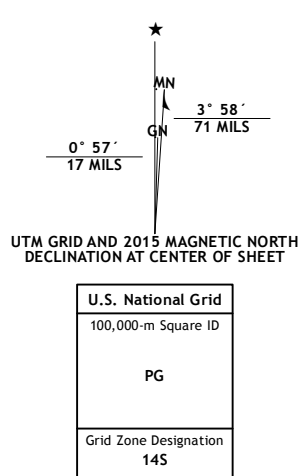 ★
MN
3° 58´
71 MILS
GN
0° 57´
17 MILS
UTM GRID AND 2015 MAGNETIC NORTH
DECLINATION AT CENTER OF SHEET
U.S. National Grid
100,000-m Square ID
PG
Grid Zone Designation
14S